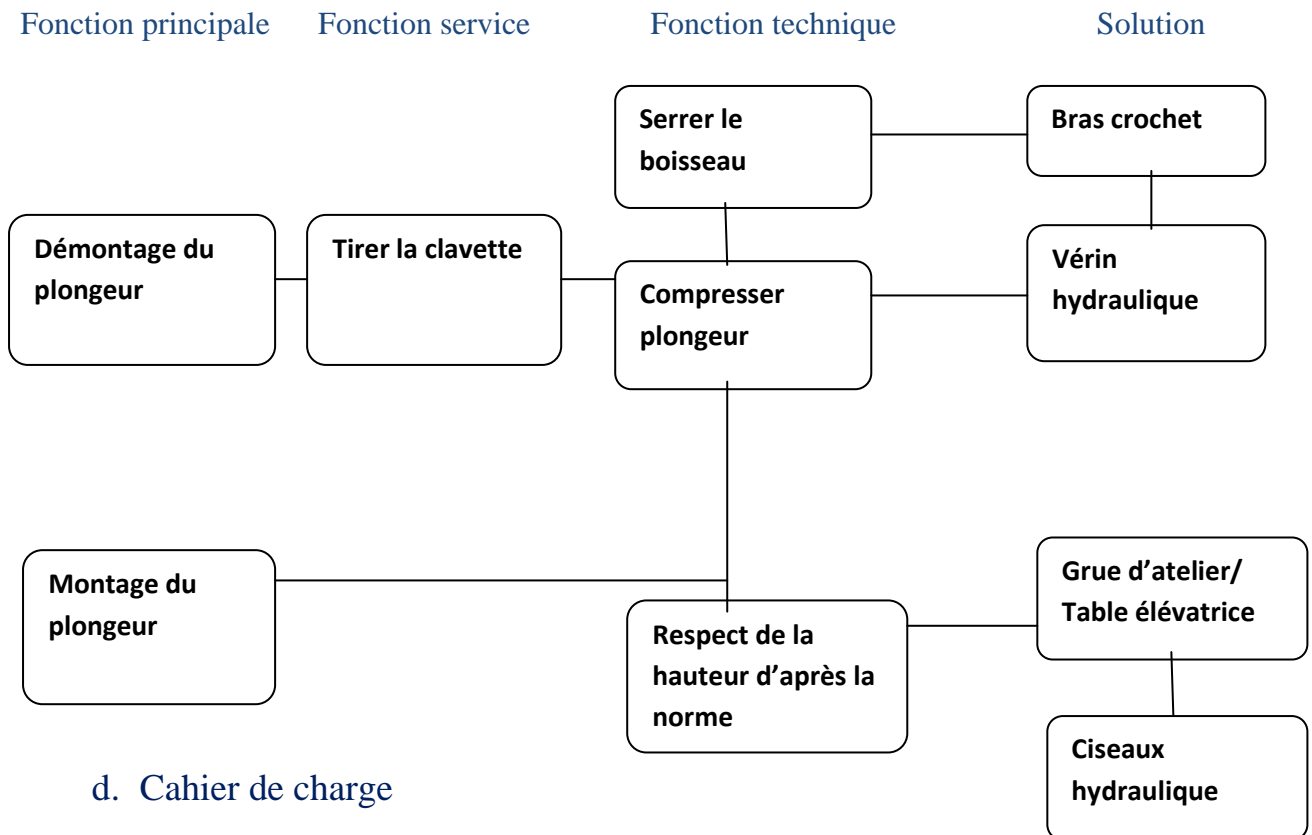 Fonction principale Fonction service Fonction technique Solution
Serrer le
boisseau
Bras crochet
Démontage du
plongeur
Tirer la clavette
Compresser
plongeur
Vérin
hydraulique
Montage du
plongeur
Respect de la
hauteur d’après la
norme
Grue d’atelier/
Table élévatrice
Ciseaux
hydraulique
d. Cahier de charge